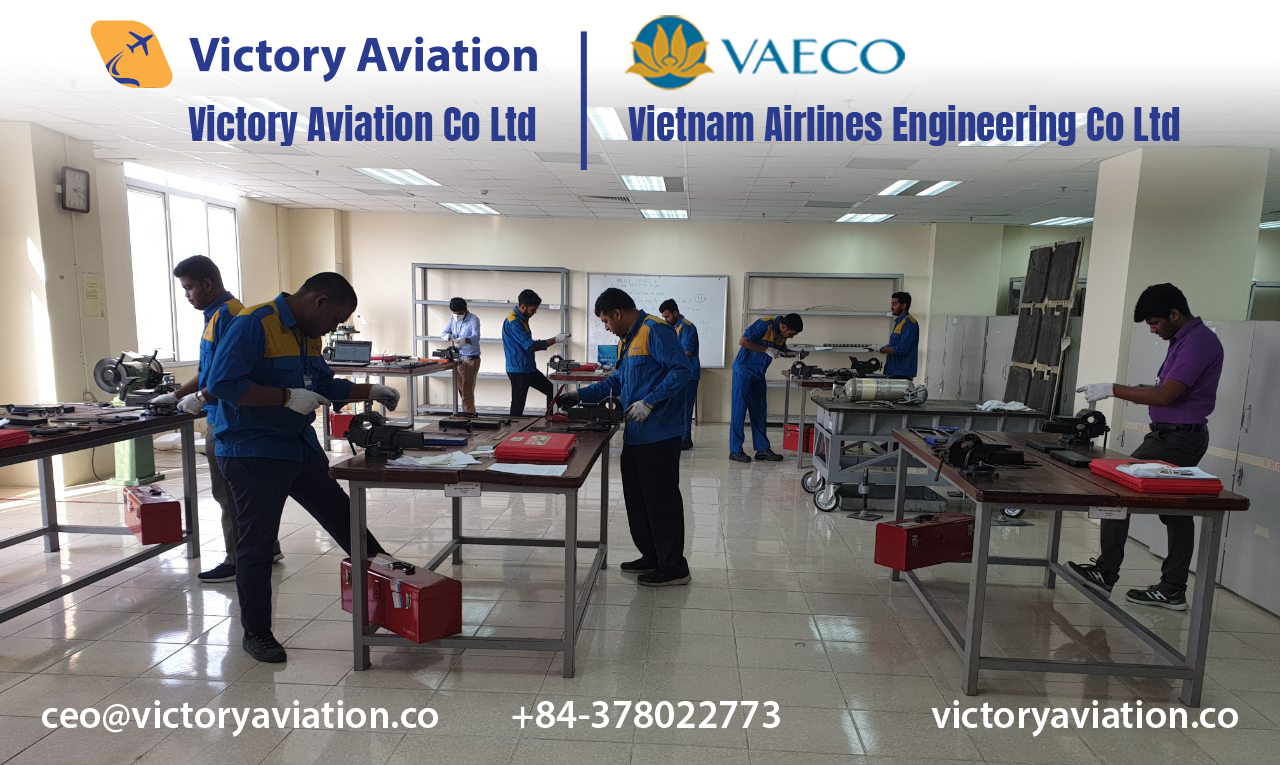 Victory Aviation
Victory Aviation Co Ltd
VAECO
Vietnam Airlines Engineering Co Ltd
ceo@victoryaviation.co
+84-378022773
victoryaviation.co